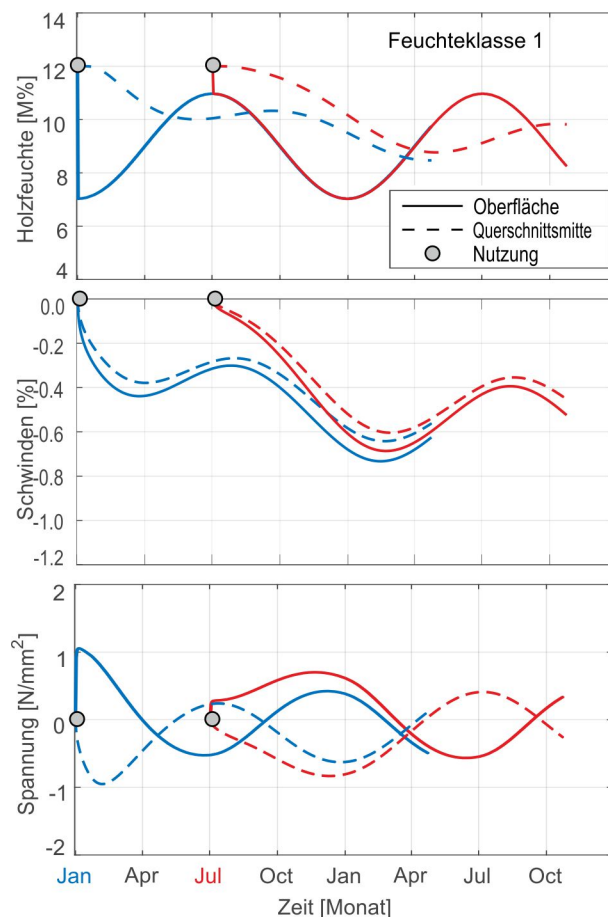 14
12
10
8
6
4
Holzfeuchte [M%]
Feuchteklasse 1
Oberfläche
Querschnittsmitte
Nutzung
0.0
-0.2
-0.4
-0.6
-0.8
-1.0
-1.2
Schwinden [%]
2
1
0
-1
-2
Spannung [N/mm²]
Jan Apr Jul Oct Jan Apr Jul Oct
Zeit [Monat]